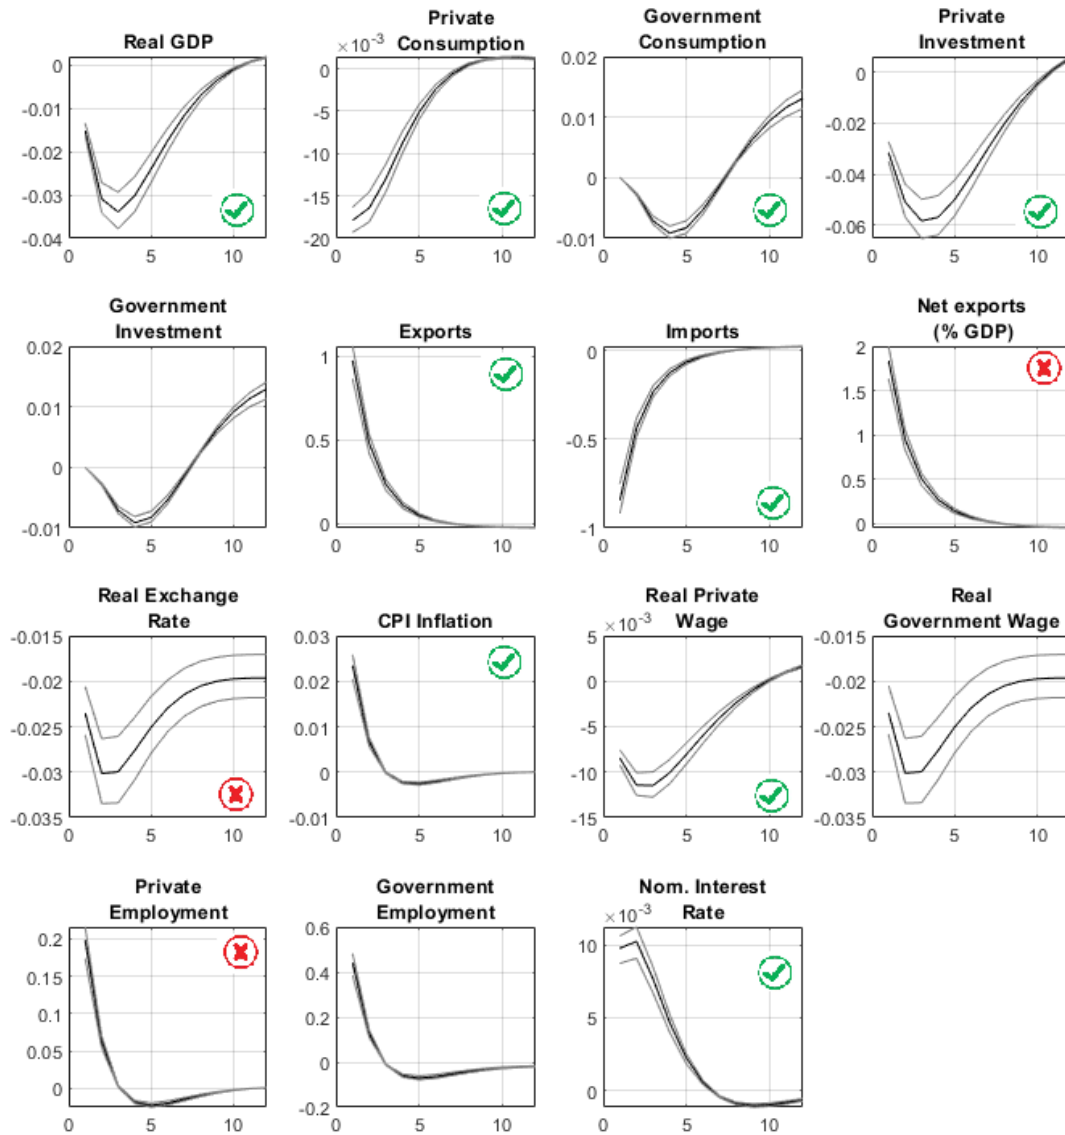 Real GDP
0
-0.01
-0.02
-0.03
-0.04
0 5 10
Private
Consumption
×10⁻³
0
-5
-10
-15
-20
0 5 10
Government
Consumption
0.02
0.01
0
-0.01
0 5 10
Private
Investment
0
-0.02
-0.04
-0.06
0 5 10
Government
Investment
0.02
0.01
0
-0.01
0 5 10
Exports
1
0.5
0
0 5 10
Imports
0
-0.5
-1
0 5 10
Net exports
(% GDP)
2
1.5
1
0.5
0
0 5 10
Real Exchange
Rate
-0.015
-0.02
-0.025
-0.03
-0.035
0 5 10
CPI Inflation
0.03
0.02
0.01
0
-0.01
0 5 10
Real Private
Wage
×10⁻³
5
0
-5
-10
-15
0 5 10
Real
Government Wage
-0.015
-0.02
-0.025
-0.03
-0.035
0 5 10
Private
Employment
0.2
0.15
0.1
0.05
0
0 5 10
Government
Employment
0.6
0.4
0.2
0
-0.2
0 5 10
Nom. Interest
Rate
×10⁻³
10
5
0
0 5 10